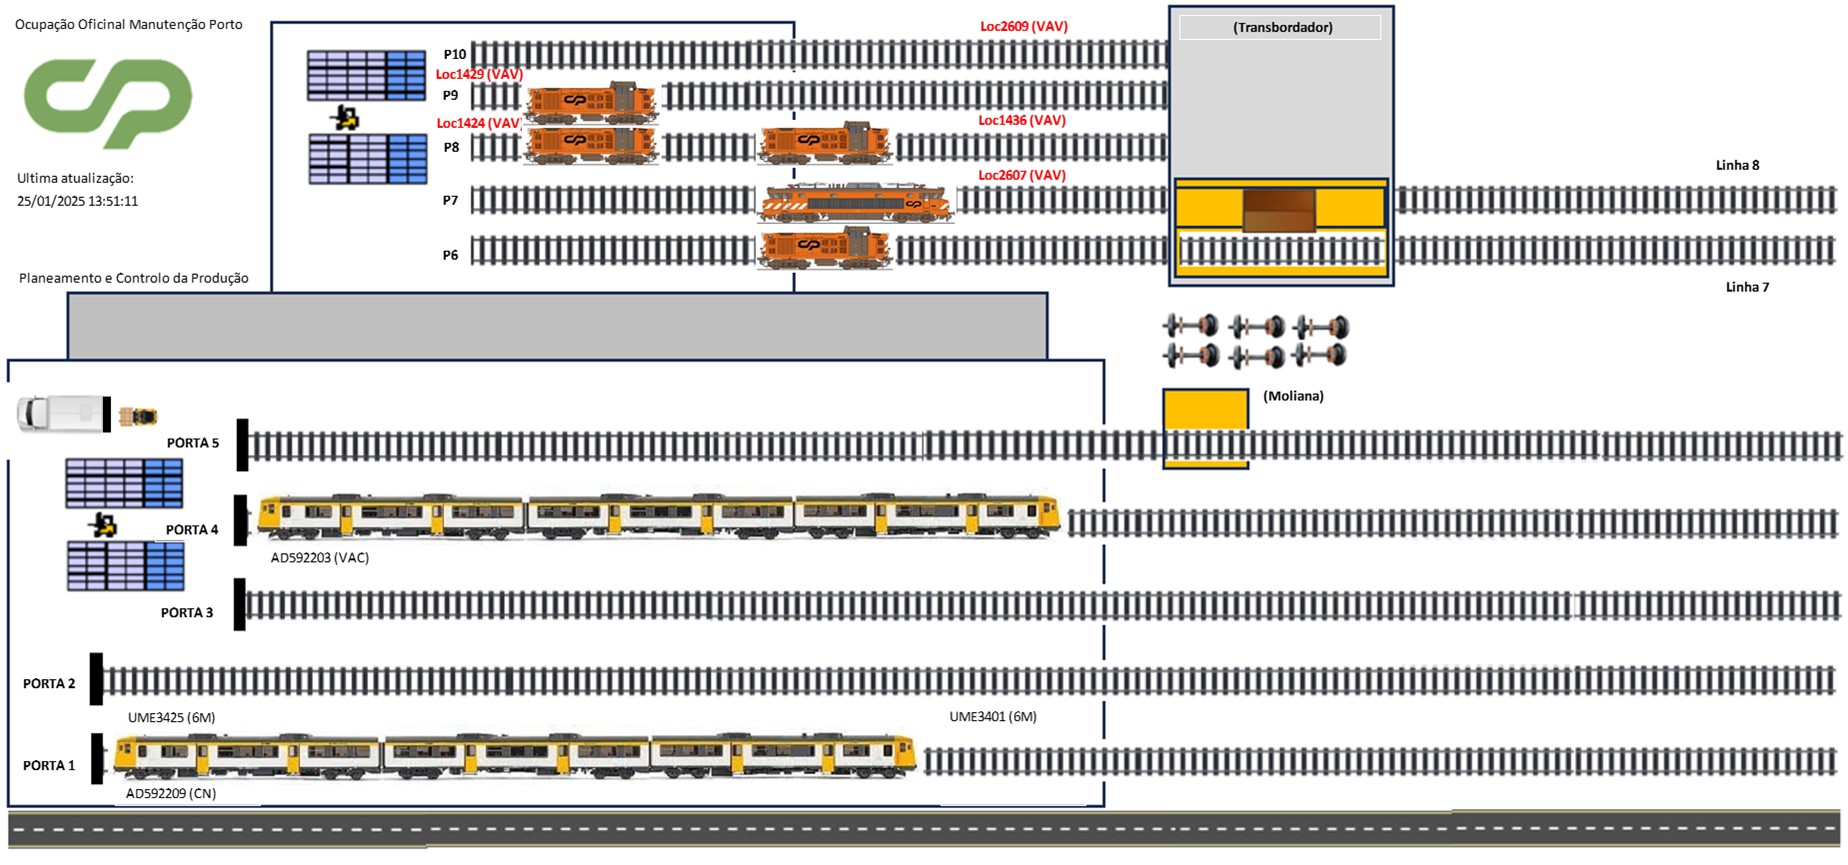 Ocupação Oficinal Manutenção Porto
Loc2609 (VAV)
(Transbordador)
P10
Loc1429 (VAV)
P9
Loc1424 (VAV)
Loc1436 (VAV)
P8
Linha 8
Ultima atualização:
Loc2607 (VAV)
25/01/2025 13:51:11
P7
P6
Planeamento e Controlo da Produção
Linha 7
(Moliana)
PORTA 5
PORTA 4
AD592203 (VAC)
PORTA 3
PORTA 2
UME3425 (6M)
UME3401 (6M)
PORTA 1
AD592209 (CN)